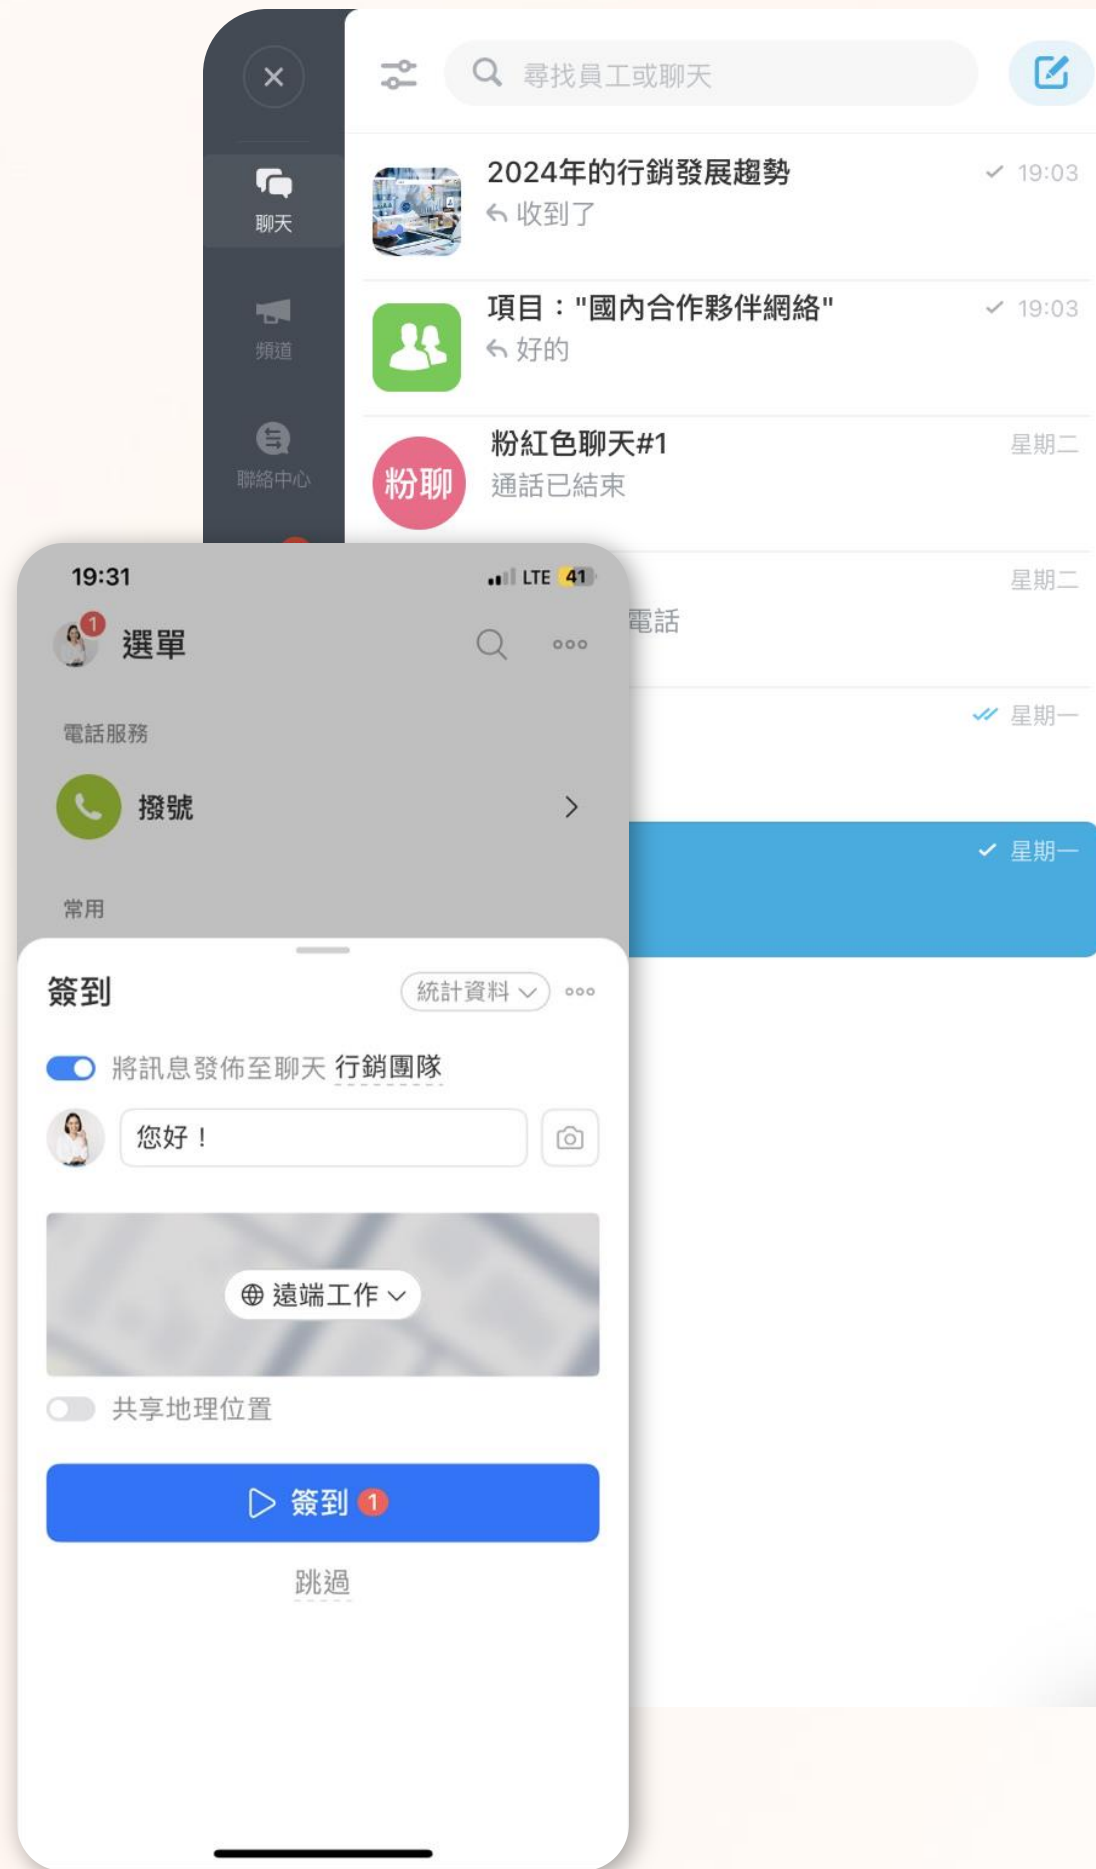 尋找員工或聊天
聊天
頻道
聯絡中心
2024年的行銷發展趨勢
19:03
收到了
項目："國內合作夥伴網絡"
19:03
好的
粉聊
粉紅色聊天#1
星期二
通話已結束
星期二
電話
星期一
星期一
19:31
LTE 41
1
選單
電話服務
撥號
常用
簽到
統計資料
將訊息發佈至聊天 行銷團隊
您好！
遠端工作
共享地理位置
簽到 1
跳過